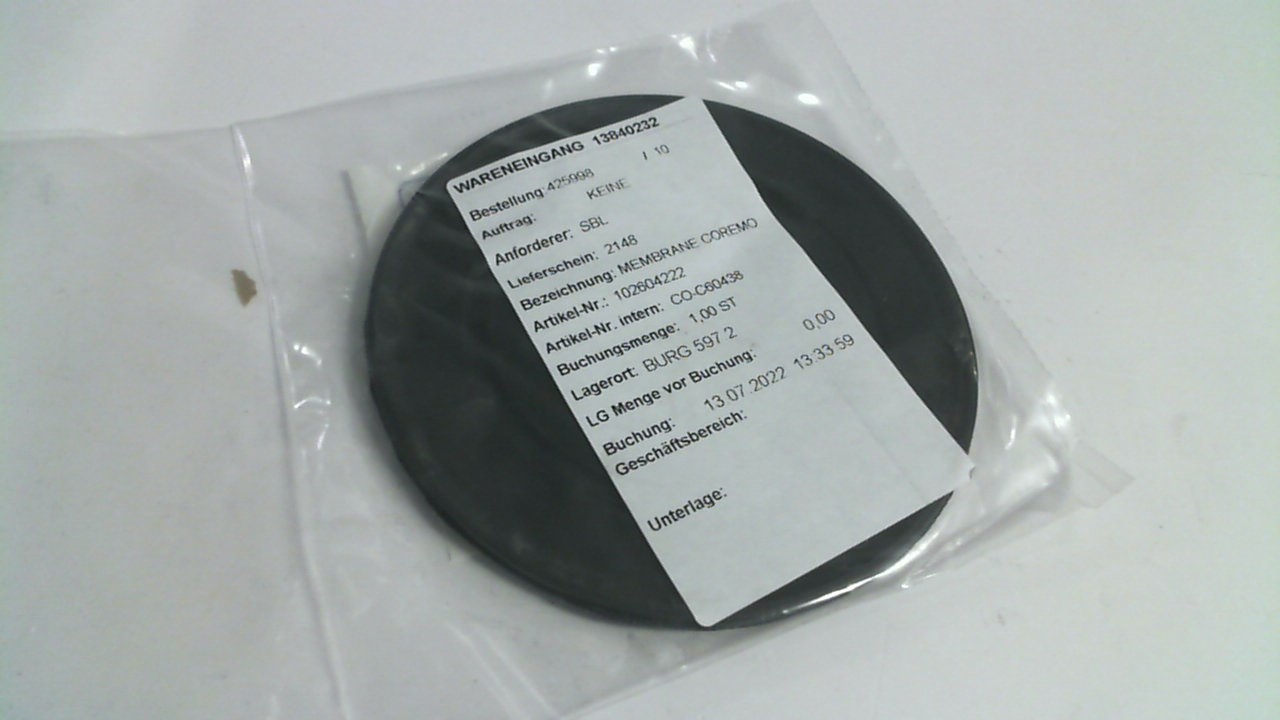 WARENEINGANG 13840232
Bestellung: 425998 / 10
Auftrag: KEINE
Anforderer: SBL
Lieferschein: 2148
Bezeichnung: MEMBRANE COREMO
Artikel-Nr.: 102604222
Artikel-Nr. intern: CO-C60438
Buchungsmenge: 1,00 ST
Lagerort: BURG 597 2
LG Menge vor Buchung: 0,00
Buchung: 13.07.2022 13:33:59
Geschäftsbereich:
Unterlage: